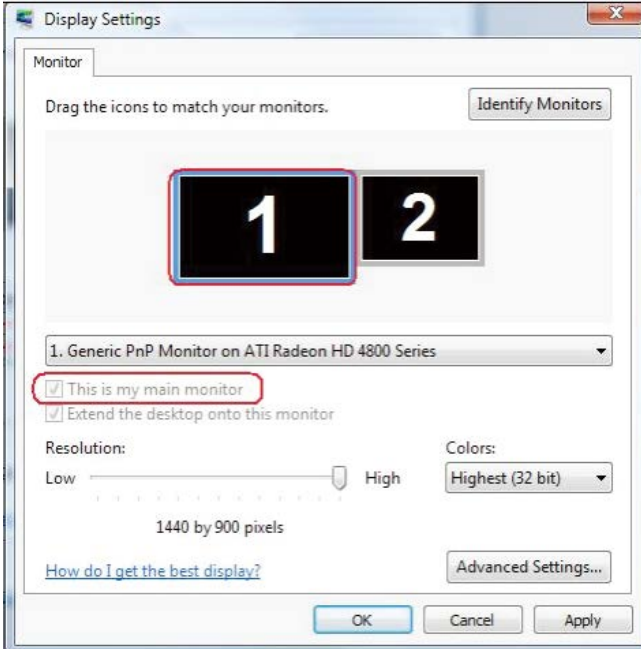 Display Settings
Monitor
Drag the icons to match your monitors.
Identify Monitors
1
2
1. Generic PnP Monitor on ATI Radeon HD 4800 Series
This is my main monitor
Extend the desktop onto this monitor
Resolution:
Colors:
Low
High
Highest (32 bit)
1440 by 900 pixels
How do I get the best display?
Advanced Settings...
OK
Cancel
Apply